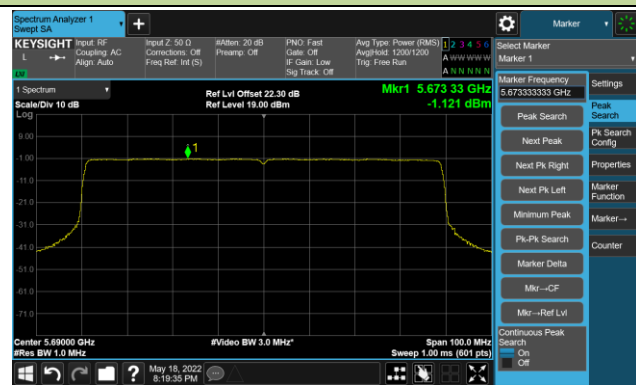 Spectrum Analyzer 1
Swept SA
+
Marker
KEYSIGHT
L
LW
Input: RF
Coupling: AC
Align: Auto
Input Z: 50 Ω
Corrections: Off
Freq Ref: Int (S)
#Atten: 20 dB
Preamp: Off
PNO: Fast
Gate: Off
IF Gain: Low
Sig Track: Off
Avg Type: Power (RMS)
Avg|Hold: 1200/1200
Trig: Free Run
1 2 3 4 5 6
A W W W W W
A N N N N N
Select Marker
Marker 1
1 Spectrum
Scale/Div 10 dB
Log
Ref Lvl Offset 22.30 dB
Ref Level 19.00 dBm
Mkr1 5.673 33 GHz
-1.121 dBm
1
9.00
-1.00
-11.0
-21.0
-31.0
-41.0
-51.0
-61.0
-71.0
Center 5.69000 GHz
#Res BW 1.0 MHz
#Video BW 3.0 MHz*
Span 100.0 MHz
Sweep 1.00 ms (601 pts)
Marker Frequency
5.673333333 GHz
Peak Search
Next Peak
Next Pk Right
Next Pk Left
Minimum Peak
Pk-Pk Search
Marker Delta
Mkr→CF
Mkr→Ref Lvl
Continuous Peak
Search
On
Off
Settings
Peak
Search
Pk Search
Config
Properties
Marker
Function
Marker→
Counter
?
May 18, 2022
8:19:35 PM